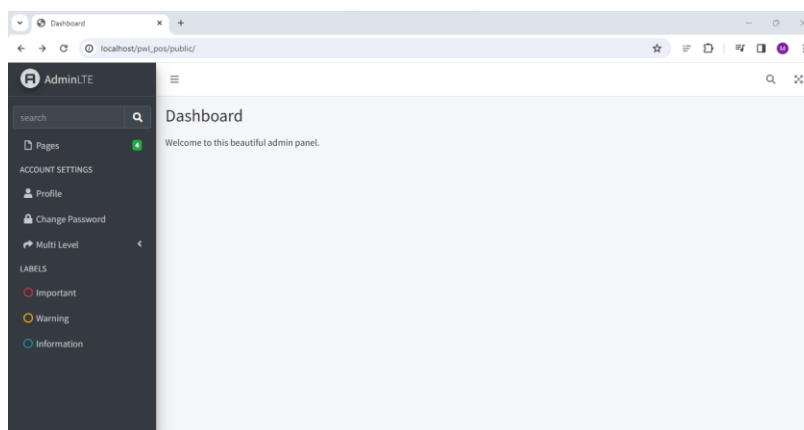 Dashboard
localhost/pwl_pos/public/
M
AdminLTE
search
Pages
4
ACCOUNT SETTINGS
Profile
Change Password
Multi Level
LABELS
Important
Warning
Information
Dashboard
Welcome to this beautiful admin panel.